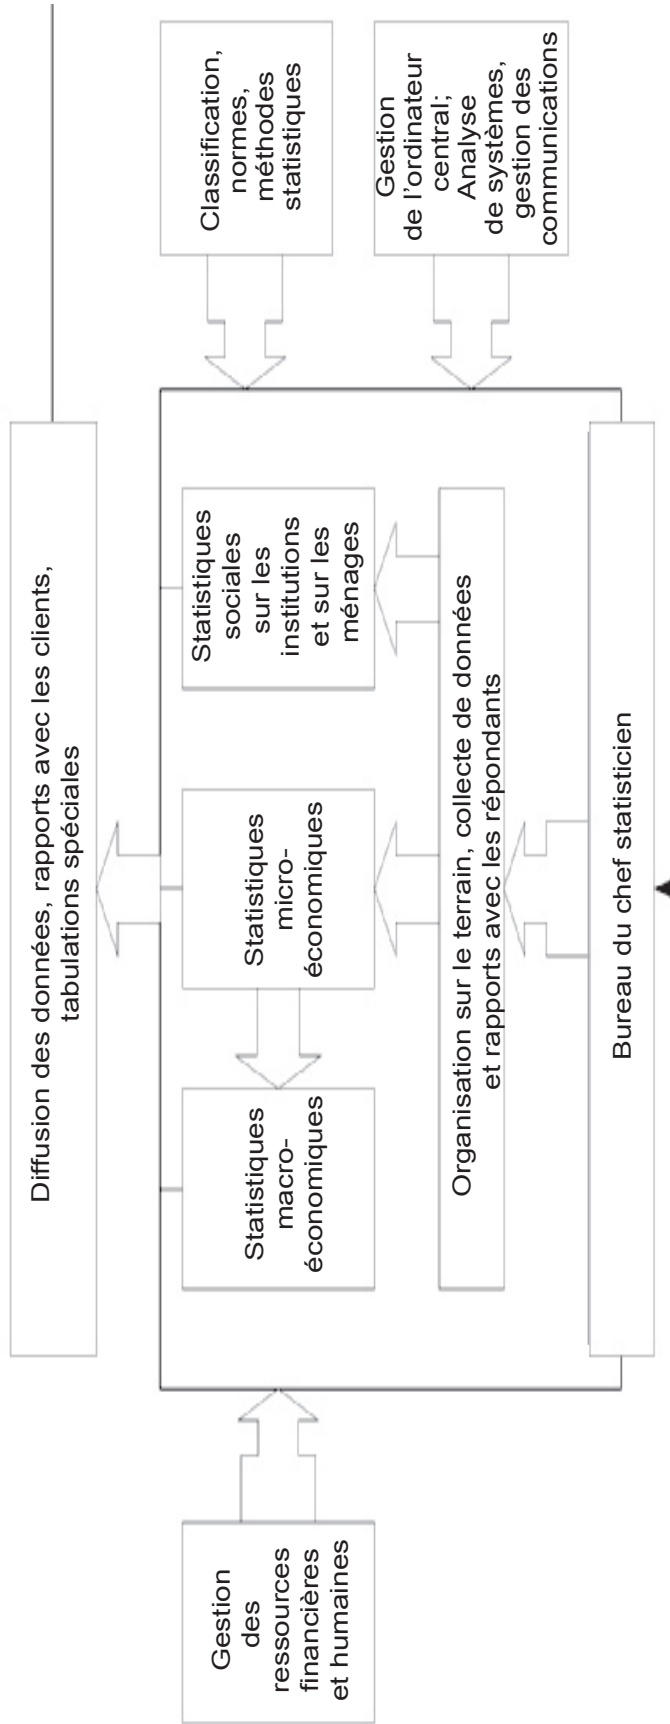 Diffusion des données, rapports avec les clients,
tabulations spéciales
Gestion
des
ressources
financières
et humaines
Statistiques
macro-
économiques
Statistiques
micro-
économiques
Statistiques
sociales
sur les
institutions
et sur les
ménages
Classification,
normes,
méthodes
statistiques
Gestion
de l'ordinateur
central;
Analyse
de systèmes,
gestion des
communications
Organisation sur le terrain, collecte de données
et rapports avec les répondants
Bureau du chef statisticien